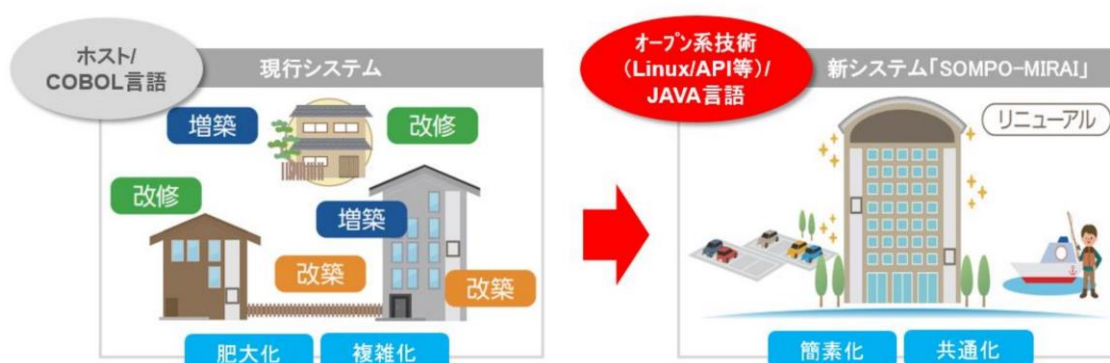 ホスト/
COBOL言語
現行システム
増築
改修
改修
増築
改築
改築
肥大化
複雑化
オープン系技術
（Linux/API等）/
JAVA言語
新システム「SOMPO-MIRAI」
リニューアル
簡素化
共通化